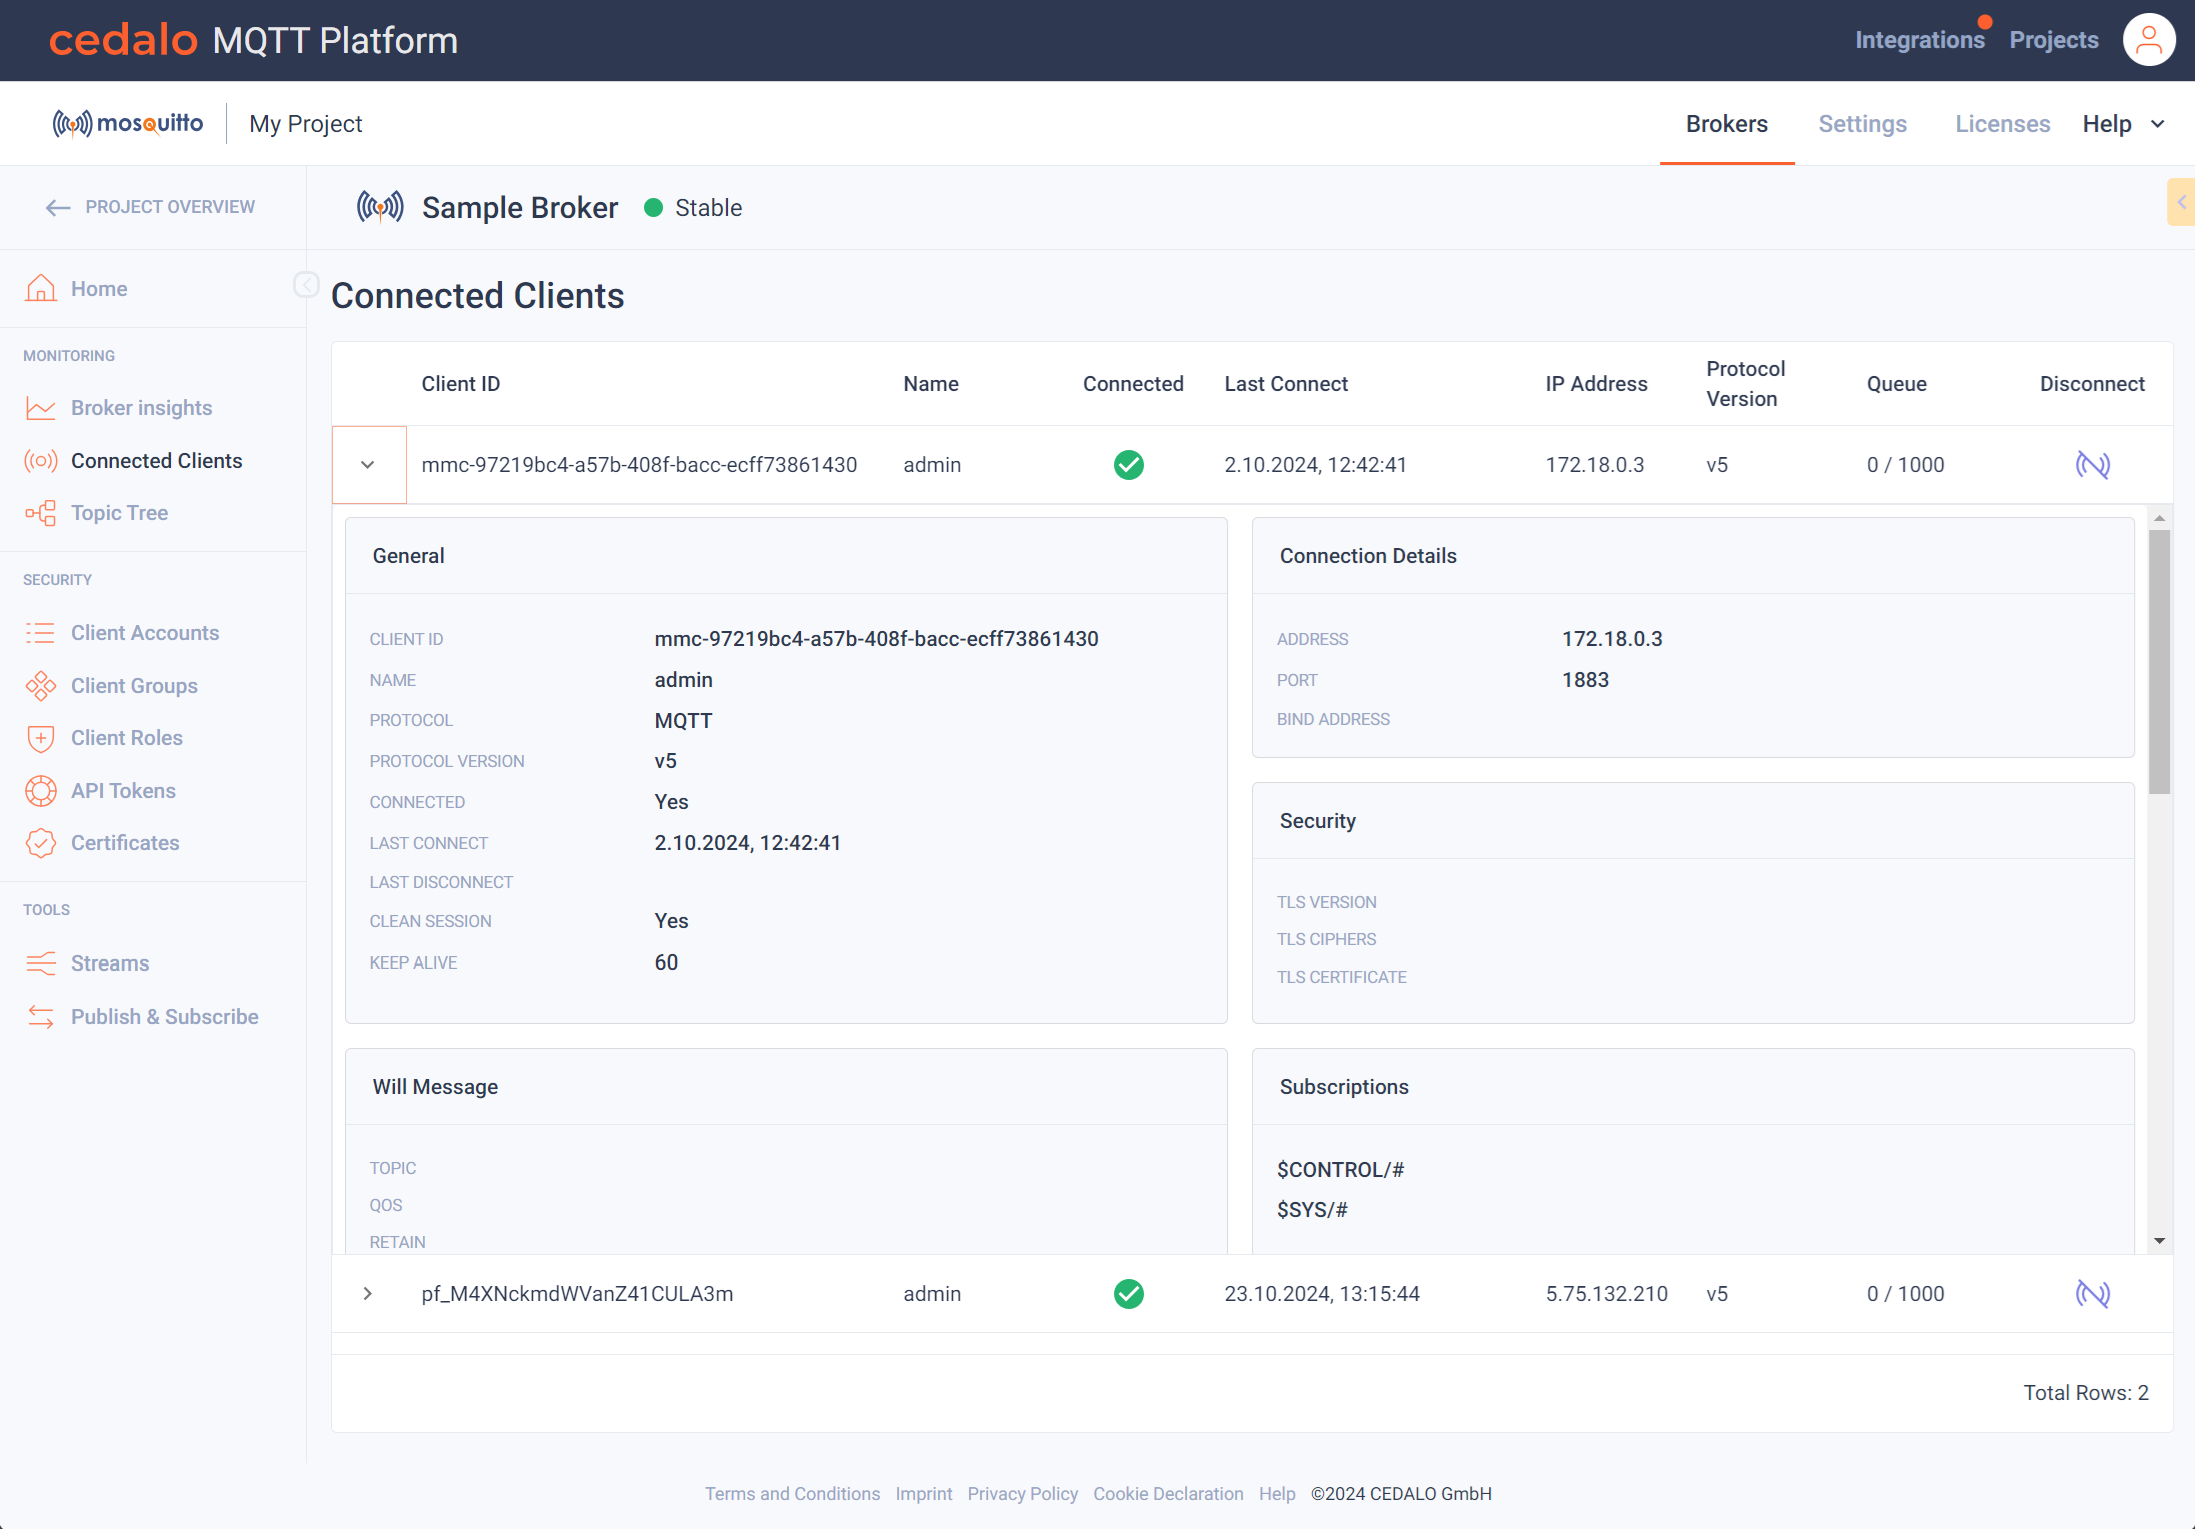 cedalo MQTT Platform
Integrations Projects
mosquitto My Project
Brokers Settings Licenses Help
PROJECT OVERVIEW
Sample Broker Stable
Home
MONITORING
Broker insights
Connected Clients
Topic Tree
SECURITY
Client Accounts
Client Groups
Client Roles
API Tokens
Certificates
TOOLS
Streams
Publish & Subscribe
Connected Clients
Client ID Name Connected Last Connect IP Address Protocol Version Queue Disconnect
mmc-97219bc4-a57b-408f-bacc-ecff73861430 admin 2.10.2024, 12:42:41 172.18.0.3 v5 0 / 1000
General
CLIENT ID mmc-97219bc4-a57b-408f-bacc-ecff73861430
NAME admin
PROTOCOL MQTT
PROTOCOL VERSION v5
CONNECTED Yes
LAST CONNECT 2.10.2024, 12:42:41
LAST DISCONNECT
CLEAN SESSION Yes
KEEP ALIVE 60
Connection Details
ADDRESS 172.18.0.3
PORT 1883
BIND ADDRESS
Security
TLS VERSION
TLS CIPHERS
TLS CERTIFICATE
Will Message
TOPIC
QOS
RETAIN
Subscriptions
$CONTROL/#
$SYS/#
pf_M4XNckmdWVanZ41CULA3m admin 23.10.2024, 13:15:44 5.75.132.210 v5 0 / 1000
Total Rows: 2
Terms and Conditions Imprint Privacy Policy Cookie Declaration Help ©2024 CEDALO GmbH